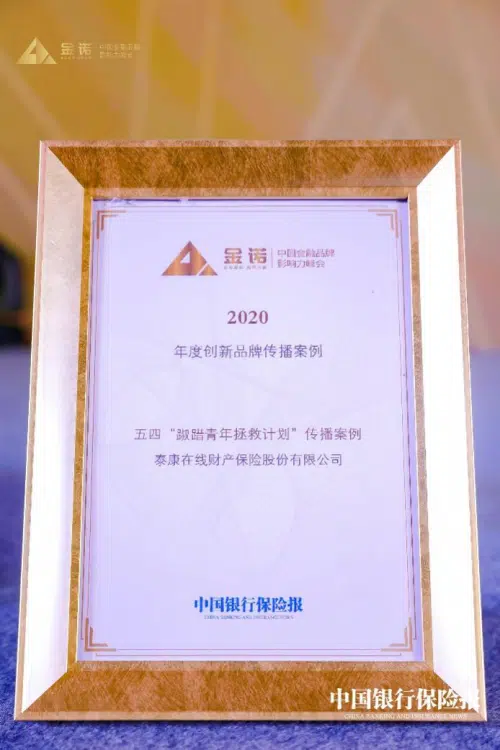 金诺
中国金融品牌
影响力峰会
金诺
中国金融品牌
影响力峰会
2020
年度创新品牌传播案例
五四“蹴踖青年拯救计划”传播案例
泰康在线财产保险股份有限公司
中国银行保险报
CHINA BANKING AND INSURANCE NEWS
中国银行保险报
CHINA BANKING AND INSURANCE NEWS